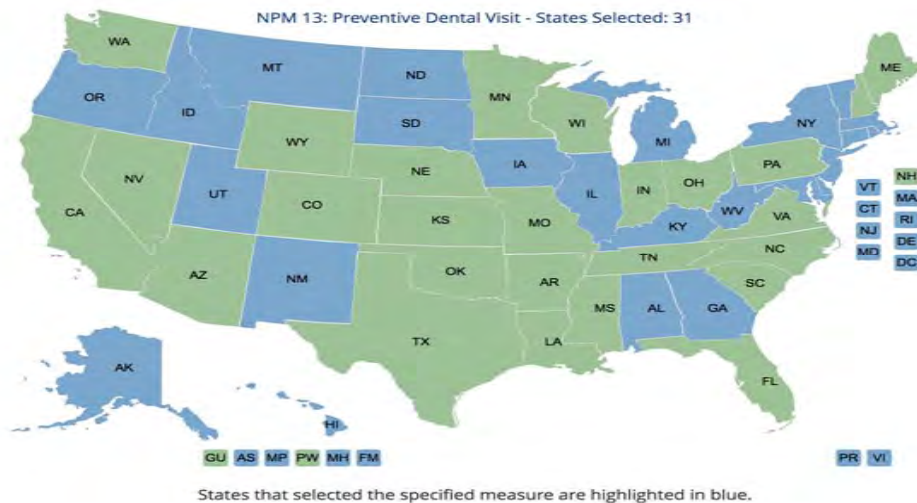 NPM 13: Preventive Dental Visit - States Selected: 31
WA
ME
MT
ND
MN
OR
ID
SD
WI
NY
MI
WY
IA
PA
NE
NV
OH
IN
IL
UT
CO
WV
VA
CA
KS
MO
KY
NC
TN
OK
AZ
NM
AR
SC
MS
AL
GA
TX
LA
FL
AK
HI
VT
NH
CT
MA
NJ
RI
MD
DE
DC
GU AS MP PW MH FM
PR VI
States that selected the specified measure are highlighted in blue.